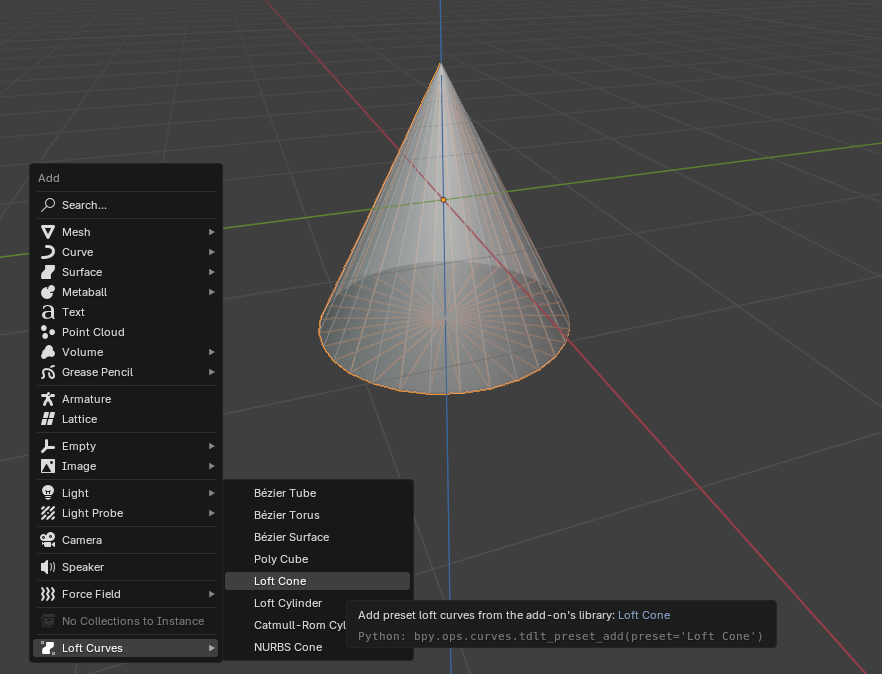 Add
Search...
Mesh
Curve
Surface
Metaball
Text
Point Cloud
Volume
Grease Pencil
Armature
Lattice
Empty
Image
Light
Light Probe
Camera
Speaker
Force Field
No Collections to Instance
Loft Curves
Bézier Tube
Bézier Torus
Bézier Surface
Poly Cube
Loft Cone
Loft Cylinder
Catmull-Rom Cyl
NURBS Cone
Add preset loft curves from the add-on's library: Loft Cone
Python: bpy.ops.curves.tdlt_preset_add(preset='Loft Cone')